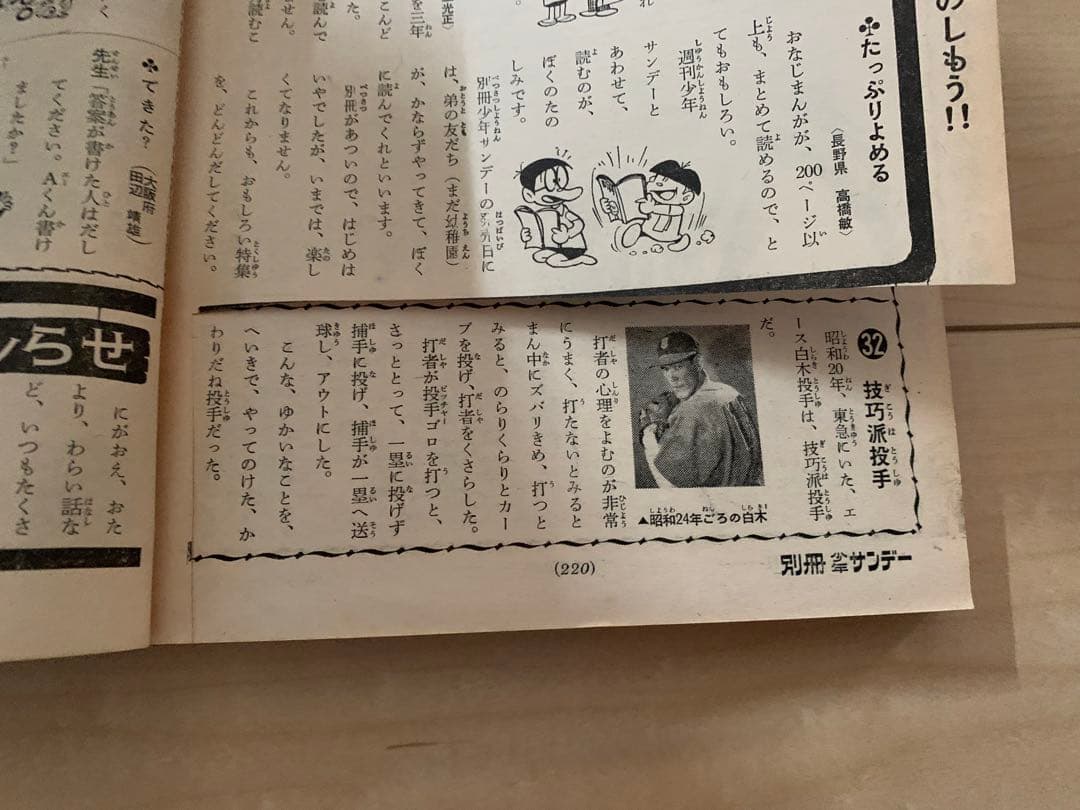 のしもう!!
♣たっぷりよめる
〈長野県 高橋敏〉
おなじまんがが、200ページ以
上も、まとめて読めるので、と
てもおもしろい。
週刊少年
サンデーと
あわせて、
読むのが、
ぼくのたの
しみです。
別冊少年サンデーの発売日に
は、弟の友だち(まだ幼稚園)
が、かならずやってきて、ぼく
に読んでくれといいます。
別冊があついので、はじめは
いやでしたが、いまでは、楽し
くてなりません。
これからも、おもしろい特集
を、どんどんだしてください。
光正)
を三年
こんど
った。
読んで
せん。
読むこ
♣できた?
(大阪府
田辺 靖雄)
先生「答案が書けた人はだし
てください。Aくん書け
ましたか?」
らせ
にがおえ、おた
より、わらい話な
ど、いつもたくさ
㉜ 技巧派投手
昭和20年、東急にいた、エ
ース白木投手は、技巧派投手
だ。
▲昭和24年ごろの白木
打者の心理をよむのが非常
にうまく、打たないとみると
まん中にズバリきめ、打つと
みると、のらりくらりとカー
ブを投げ、打者をくさらした。
打者が投手ゴロを打つと、
さっととって、一塁に投げず
捕手に投げ、捕手が一塁へ送
球し、アウトにした。
こんな、ゆかいなことを、
へいきで、やってのけた、か
わりだね投手だった。
(220)
別冊少年サンデー